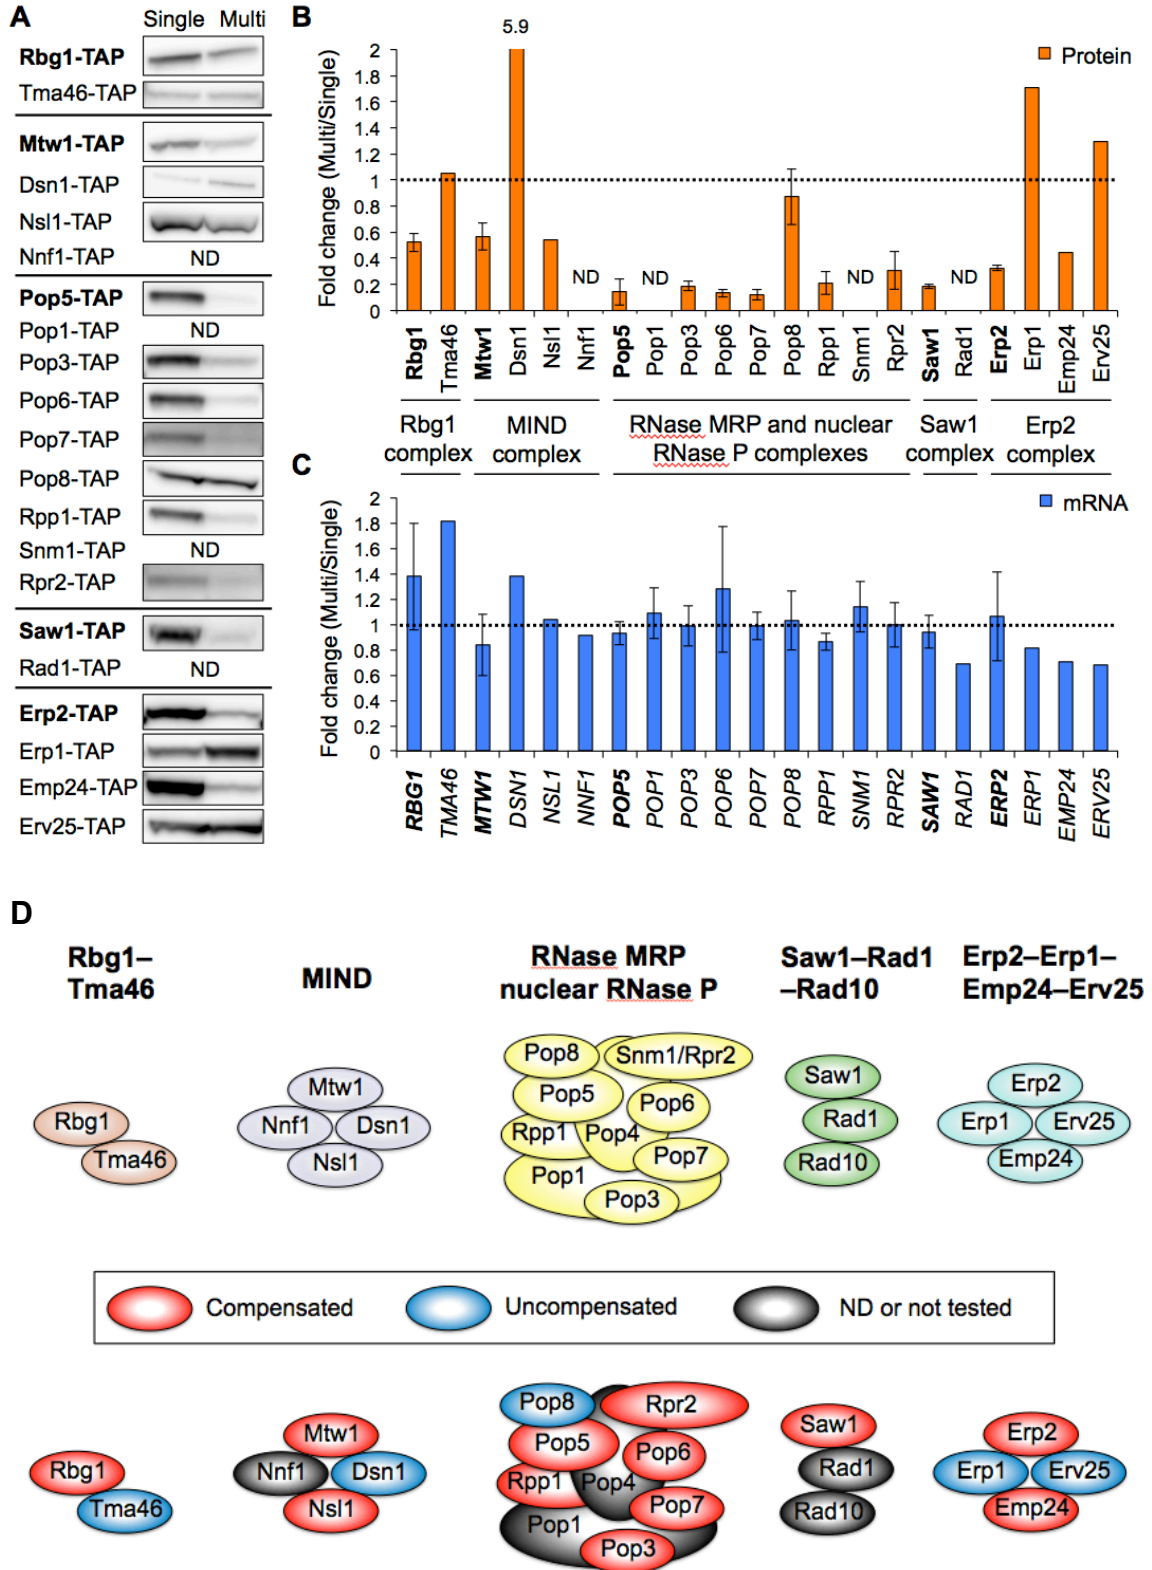 A
Single Multi
Rbg1-TAP
Tma46-TAP
Mtw1-TAP
Dsn1-TAP
Nsl1-TAP
Nnf1-TAP ND
Pop5-TAP
Pop1-TAP ND
Pop3-TAP
Pop6-TAP
Pop7-TAP
Pop8-TAP
Rpp1-TAP
Snm1-TAP ND
Rpr2-TAP
Saw1-TAP
Rad1-TAP ND
Erp2-TAP
Erp1-TAP
Emp24-TAP
Erv25-TAP
B
5.9
Protein
Fold change (Multi/Single)
2
1.8
1.6
1.4
1.2
1
0.8
0.6
0.4
0.2
0
ND ND ND ND
Rbg1 Tma46 Mtw1 Dsn1 Nsl1 Nnf1 Pop5 Pop1 Pop3 Pop6 Pop7 Pop8 Rpp1 Snm1 Rpr2 Saw1 Rad1 Erp2 Erp1 Emp24 Erv25
Rbg1 MIND RNase MRP and nuclear Saw1 Erp2
complex complex RNase P complexes complex complex
C
mRNA
Fold change (Multi/Single)
2
1.8
1.6
1.4
1.2
1
0.8
0.6
0.4
0.2
0
RBG1 TMA46 MTW1 DSN1 NSL1 NNF1 POP5 POP1 POP3 POP6 POP7 POP8 RPP1 SNM1 RPR2 SAW1 RAD1 ERP2 ERP1 EMP24 ERV25
D
Rbg1–
Tma46
MIND
RNase MRP
nuclear RNase P
Saw1–Rad1
–Rad10
Erp2–Erp1–
Emp24–Erv25
Rbg1
Tma46
Mtw1
Nnf1 Dsn1
Nsl1
Pop8 Snm1/Rpr2
Pop5 Pop6
Rpp1 Pop4
Pop7
Pop1
Pop3
Saw1
Rad1
Rad10
Erp2
Erp1 Erv25
Emp24
Compensated Uncompensated ND or not tested
Rbg1
Tma46
Mtw1
Nnf1 Dsn1
Nsl1
Pop8 Rpr2
Pop5 Pop6
Rpp1 Pop4
Pop7
Pop1
Pop3
Saw1
Rad1
Rad10
Erp2
Erp1 Erv25
Emp24